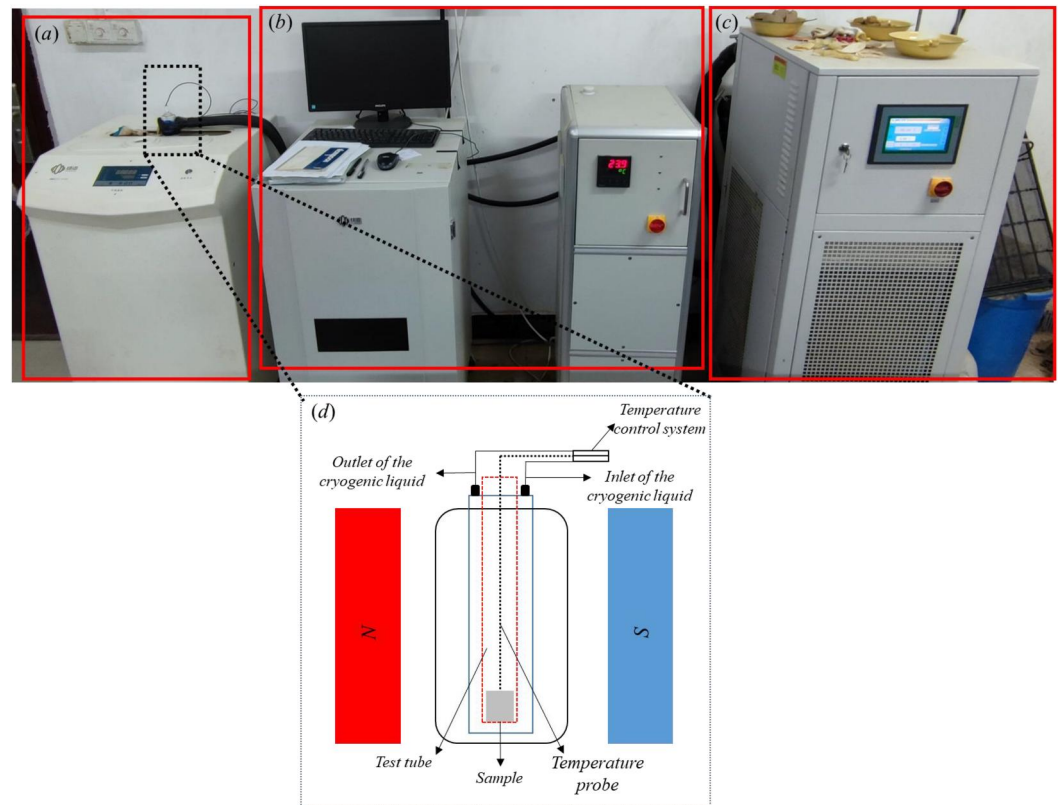 (a)
(b)
(c)
23.9
°C
(d)
Temperature
control system
Outlet of the
cryogenic liquid
Inlet of the
cryogenic liquid
N
S
Test tube
Sample
Temperature
probe